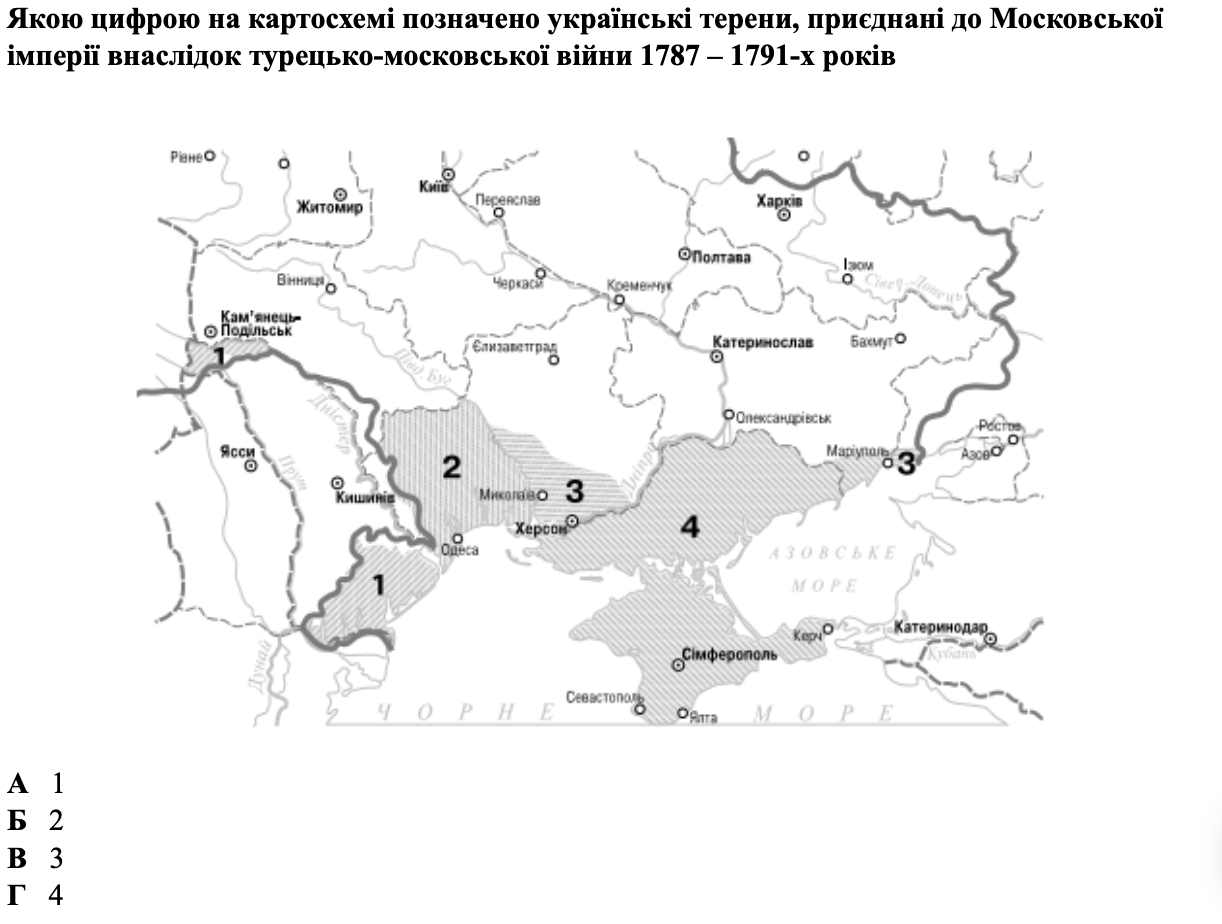 Якою цифрою на картосхемі позначено українські терени, приєднані до Московської
імперії внаслідок турецько-московської війни 1787 – 1791-х років
Рівне
Київ
Житомир
Переяслав
Харків
Полтава
Ізюм
Сівер. Донець
Вінниця
Черкаси
Кременчук
Кам'янець-
Подільськ
1
Єлизаветград
Катеринослав
Бахмут
Півд. Буг
Дністер
Олександрівськ
Ростов
Азов
Маріуполь
3
Ясси
Прут
2
Дніпро
Кишинів
Миколаїв
3
Херсон
4
Одеса
АЗОВСЬКЕ
МОРЕ
1
Керч
Катеринодар
Кубань
Сімферополь
Дунай
Севастополь
Ялта
ЧОРНЕ МОРЕ
А 1
Б 2
В 3
Г 4